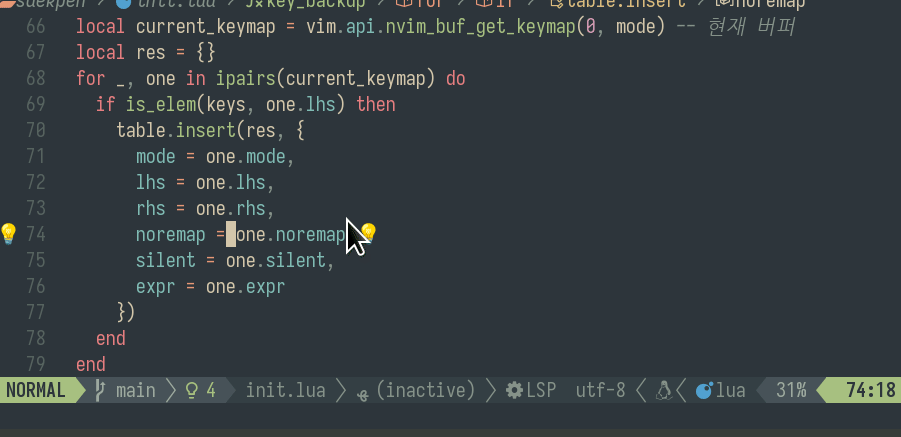 init.lua > key_backup > for > if > table.insert > noremap
66 local current_keymap = vim.api.nvim_buf_get_keymap(0, mode) -- 현재 버퍼
67 local res = {}
68 for _, one in ipairs(current_keymap) do
69 if is_elem(keys, one.lhs) then
70 table.insert(res, {
71 mode = one.mode,
72 lhs = one.lhs,
73 rhs = one.rhs,
74 noremap = one.noremap
75 silent = one.silent,
76 expr = one.expr
77 })
78 end
79 end
NORMAL main 4 init.lua (inactive) LSP utf-8 lua 31% 74:18